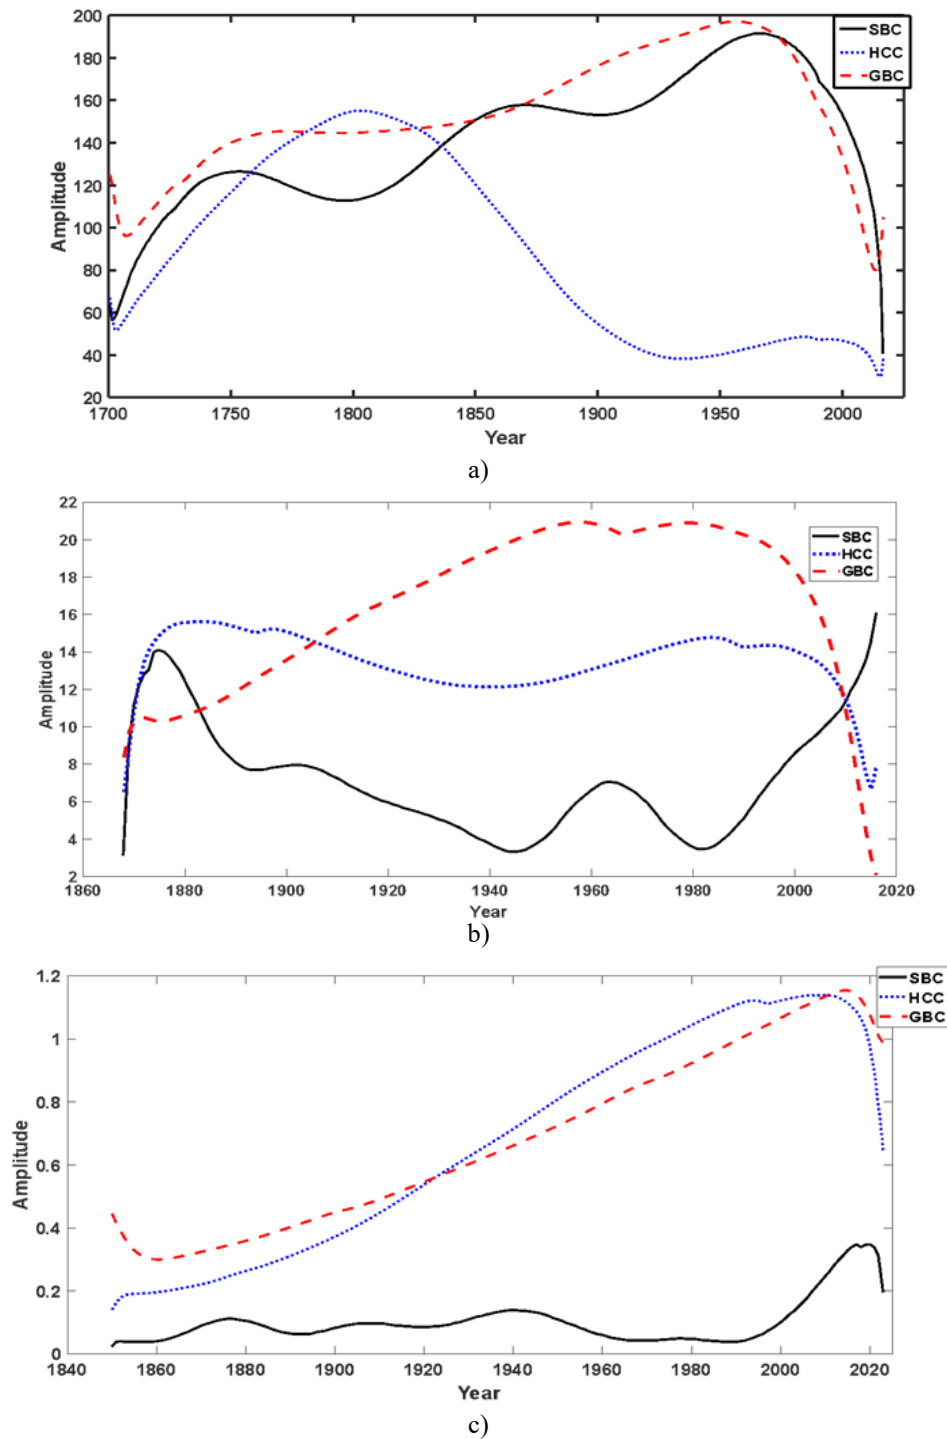 200
180
160
140
120
100
80
60
40
20
Amplitude
SBC
HCC
GBC
1700 1750 1800 1850 1900 1950 2000
Year
a)
22
20
18
16
14
12
10
8
6
4
2
Amplitude
SBC
HCC
GBC
1860 1880 1900 1920 1940 1960 1980 2000 2020
Year
b)
1.2
1
0.8
0.6
0.4
0.2
0
Amplitude
SBC
HCC
GBC
1840 1860 1880 1900 1920 1940 1960 1980 2000 2020
Year
c)